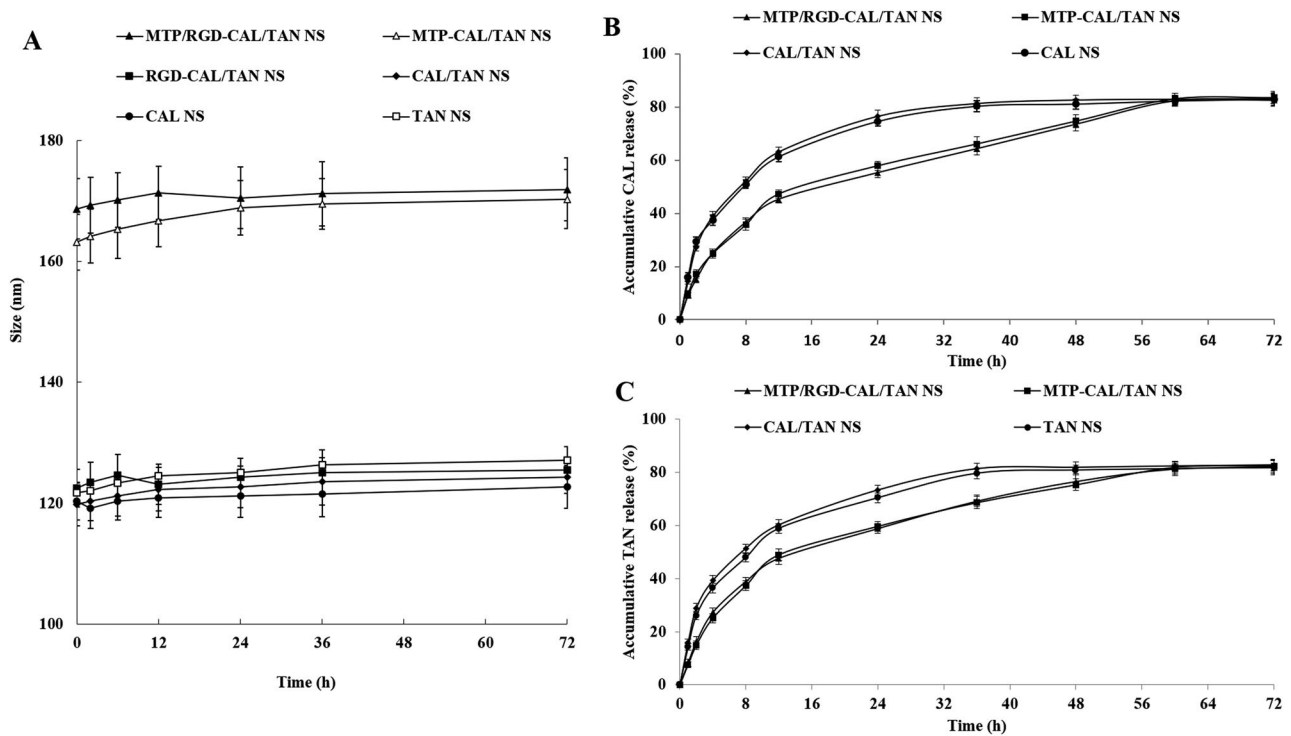 A
MTP/RGD-CAL/TAN NS MTP-CAL/TAN NS
RGD-CAL/TAN NS CAL/TAN NS
CAL NS TAN NS
180
160
140
120
100
Size (nm)
0 12 24 36 48 60 72
Time (h)
B
MTP/RGD-CAL/TAN NS MTP-CAL/TAN NS
CAL/TAN NS CAL NS
100
80
60
40
20
0
Accumulative CAL release (%)
0 8 16 24 32 40 48 56 64 72
Time (h)
C
MTP/RGD-CAL/TAN NS MTP-CAL/TAN NS
CAL/TAN NS TAN NS
100
80
60
40
20
0
Accumulative TAN release (%)
0 8 16 24 32 40 48 56 64 72
Time (h)